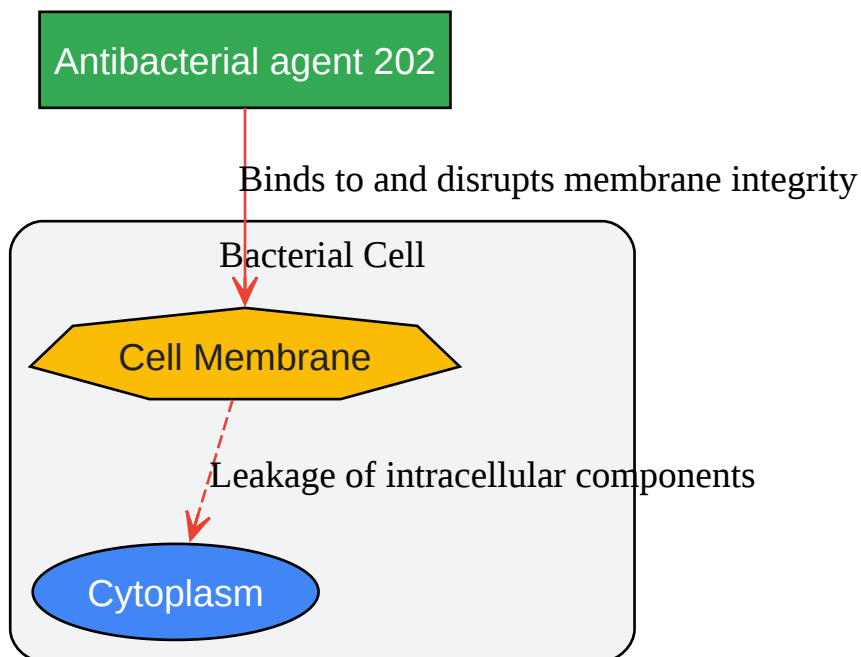 Antibacterial agent 202
Binds to and disrupts membrane integrity
Bacterial Cell
Cell Membrane
Leakage of intracellular components
Cytoplasm